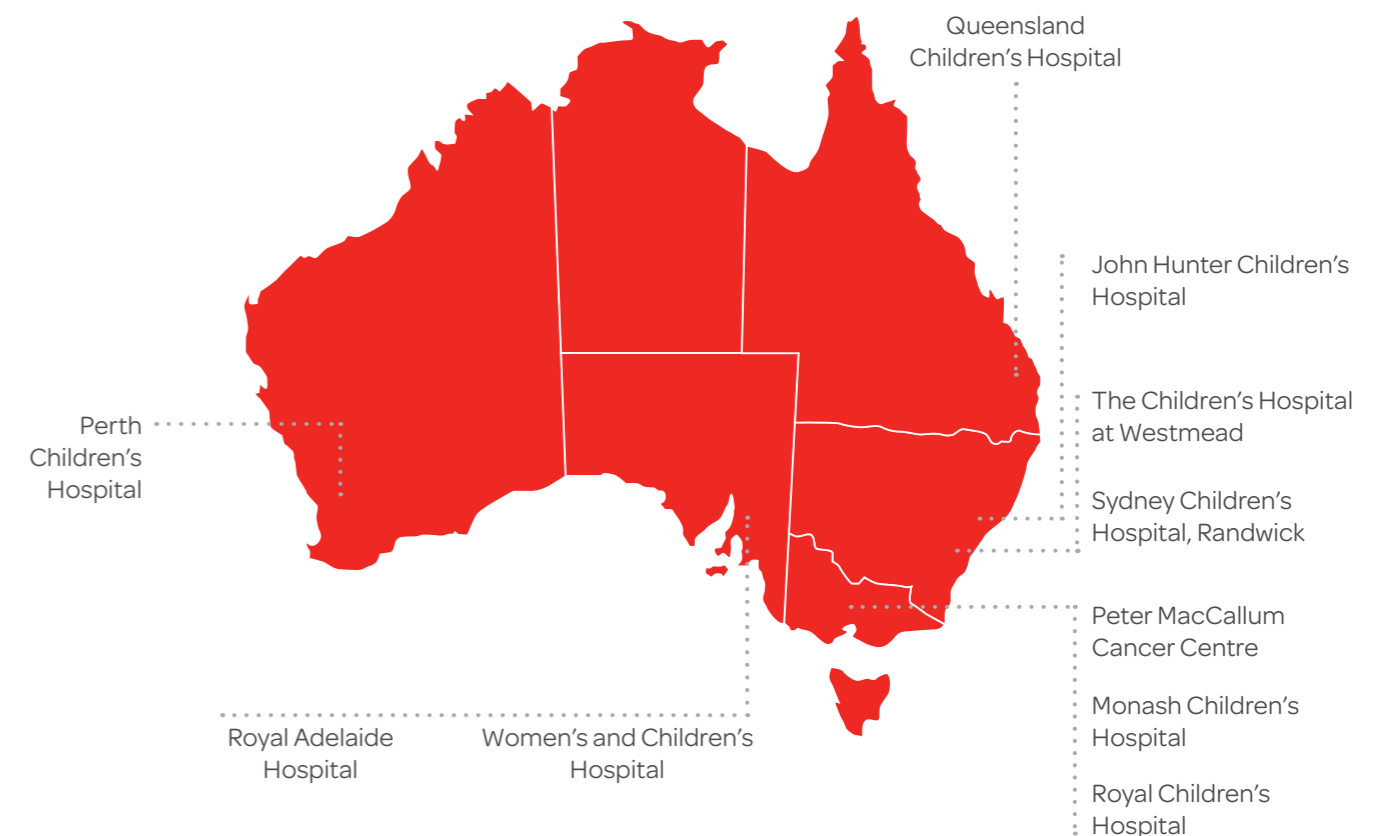 Queensland
Children’s Hospital
John Hunter Children’s
Hospital
The Children’s Hospital
at Westmead
Perth
Children’s
Hospital
Sydney Children’s
Hospital, Randwick
Peter MacCallum
Cancer Centre
Monash Children’s
Hospital
Royal Adelaide
Hospital
Women’s and Children’s
Hospital
Royal Children’s
Hospital